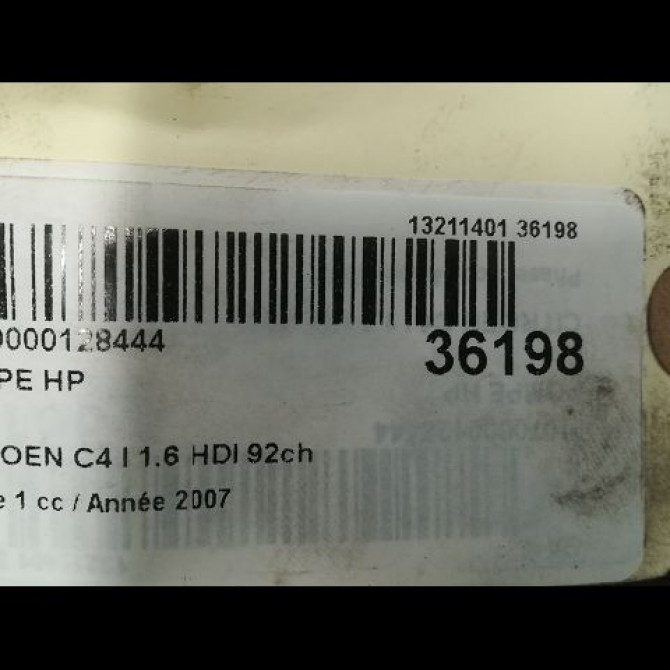 13211401 36198
0000128444
36198
PE HP
OEN C4 I 1.6 HDI 92ch
e 1 cc / Année 2007